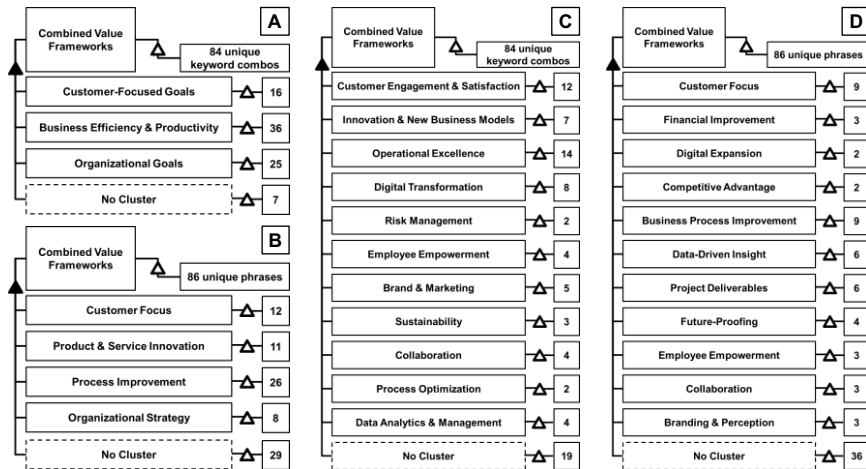 A
Combined Value
Frameworks
84 unique
keyword combos
Customer-Focused Goals
16
Business Efficiency & Productivity
36
Organizational Goals
25
No Cluster
7
B
Combined Value
Frameworks
86 unique phrases
Customer Focus
12
Product & Service Innovation
11
Process Improvement
26
Organizational Strategy
8
No Cluster
29
C
Combined Value
Frameworks
84 unique
keyword combos
Customer Engagement & Satisfaction
12
Innovation & New Business Models
7
Operational Excellence
14
Digital Transformation
8
Risk Management
2
Employee Empowerment
4
Brand & Marketing
5
Sustainability
3
Collaboration
4
Process Optimization
2
Data Analytics & Management
4
No Cluster
19
D
Combined Value
Frameworks
86 unique phrases
Customer Focus
9
Financial Improvement
3
Digital Expansion
2
Competitive Advantage
2
Business Process Improvement
9
Data-Driven Insight
6
Project Deliverables
6
Future-Proofing
4
Employee Empowerment
3
Collaboration
3
Branding & Perception
3
No Cluster
36